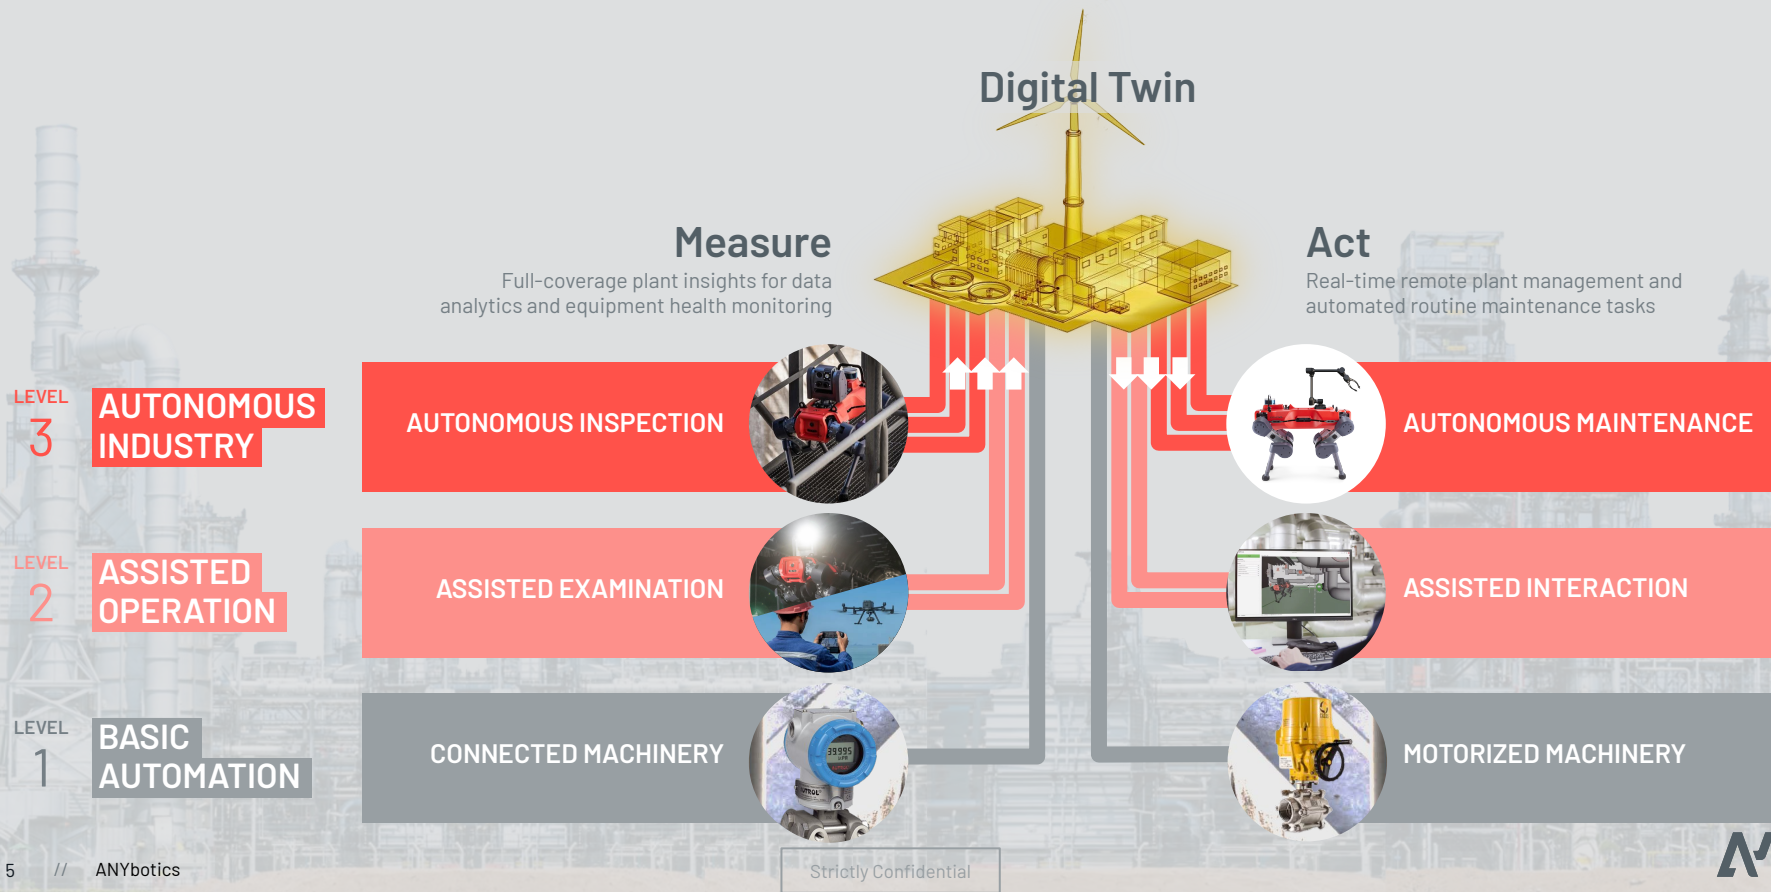 Digital Twin
Measure
Full-coverage plant insights for data
analytics and equipment health monitoring
Act
Real-time remote plant management and
automated routine maintenance tasks
LEVEL
3
AUTONOMOUS
INDUSTRY
AUTONOMOUS INSPECTION
AUTONOMOUS MAINTENANCE
LEVEL
2
ASSISTED
OPERATION
ASSISTED EXAMINATION
ASSISTED INTERACTION
LEVEL
1
BASIC
AUTOMATION
CONNECTED MACHINERY
39.995
MOTORIZED MACHINERY
5 // ANYbotics
Strictly Confidential